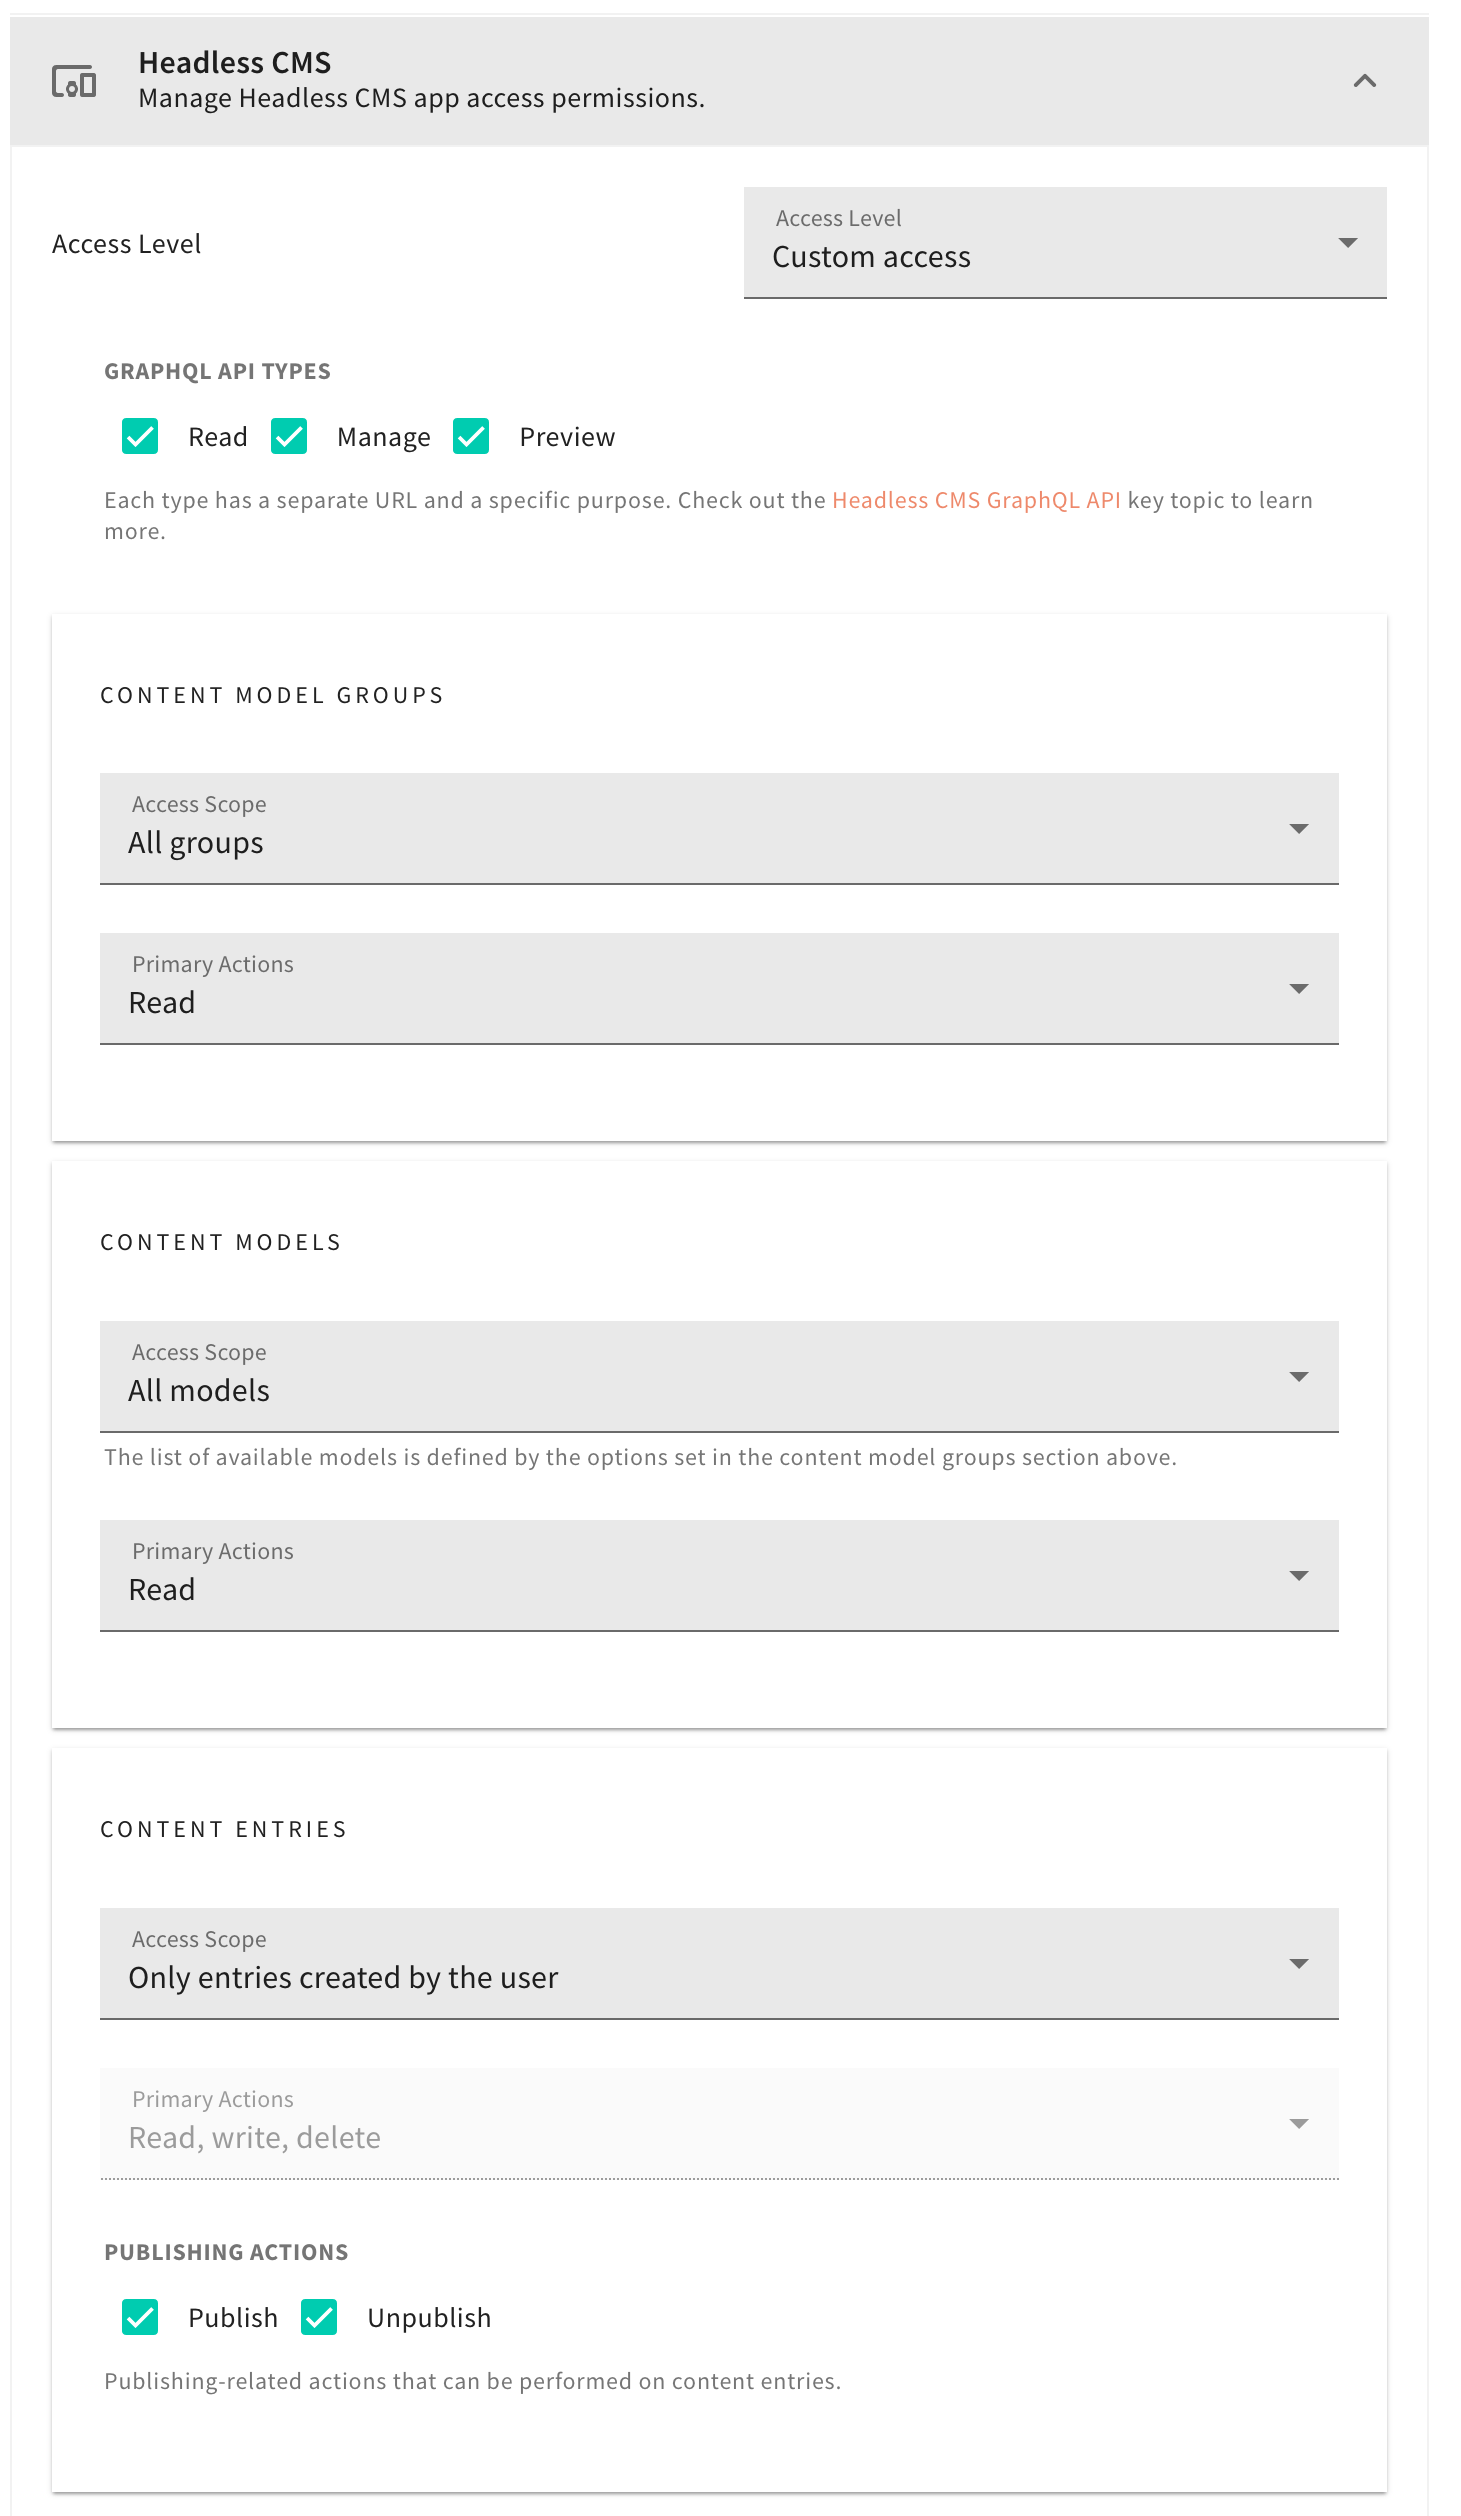 Headless CMS
Manage Headless CMS app access permissions.
Access Level
Access Level
Custom access
GRAPHQL API TYPES
Read Manage Preview
Each type has a separate URL and a specific purpose. Check out the Headless CMS GraphQL API key topic to learn
more.
CONTENT MODEL GROUPS
Access Scope
All groups
Primary Actions
Read
CONTENT MODELS
Access Scope
All models
The list of available models is defined by the options set in the content model groups section above.
Primary Actions
Read
CONTENT ENTRIES
Access Scope
Only entries created by the user
Primary Actions
Read, write, delete
PUBLISHING ACTIONS
Publish Unpublish
Publishing-related actions that can be performed on content entries.